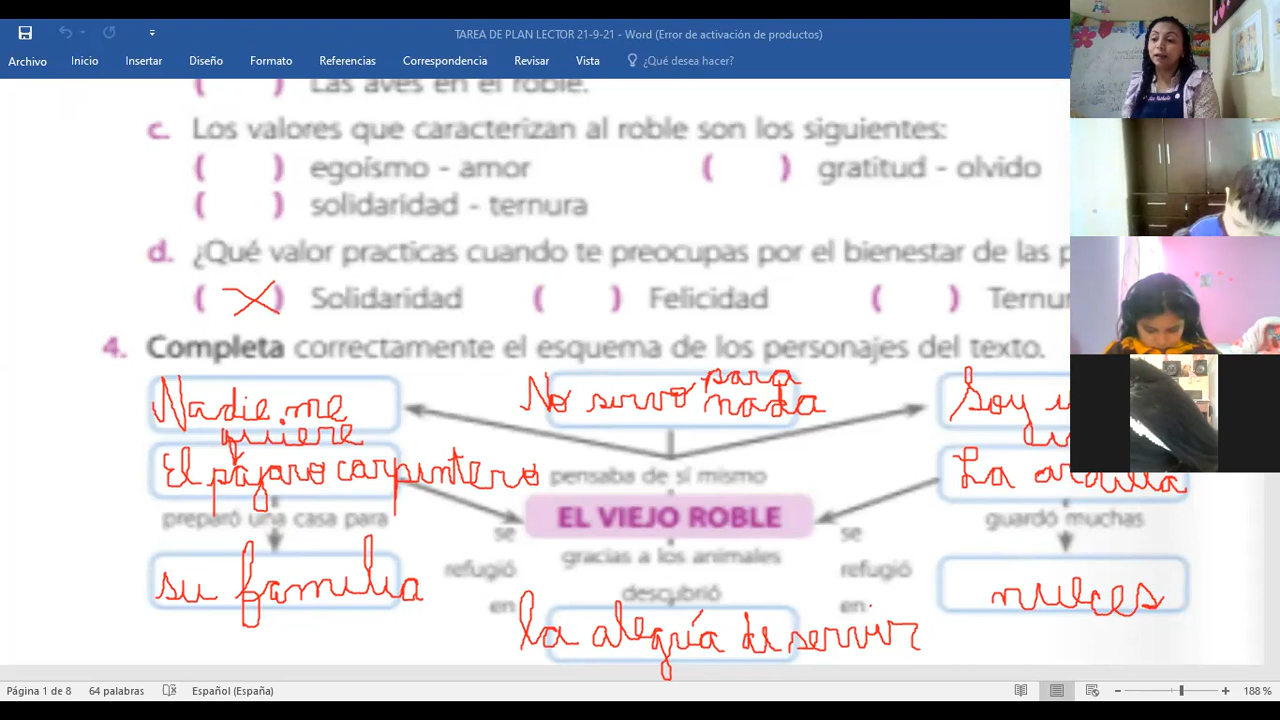 TAREA DE PLAN LECTOR 21-9-21 - Word (Error de activación de productos)
Archivo Inicio Insertar Diseño Formato Referencias Correspondencia Revisar Vista ¿Qué desea hacer?
( ) Las aves en el roble.
c. Los valores que caracterizan al roble son los siguientes:
( ) egoísmo - amor ( ) gratitud - olvido
( ) solidaridad - ternura
d. ¿Qué valor practicas cuando te preocupas por el bienestar de las
( X ) Solidaridad ( ) Felicidad ( )
4. Completa correctamente el esquema de los personajes del texto.
Nadie me quiere
No sirvo para nada
Soy
El pájaro carpintero
pensaba de sí mismo
La ardilla
EL VIEJO ROBLE
preparó una casa para
se refugió en
gracias a los animales descubrió
se refugió en
guardó muchas
su familia
la alegría de servir
nueces
Página 1 de 8 64 palabras Español (España) 188 %